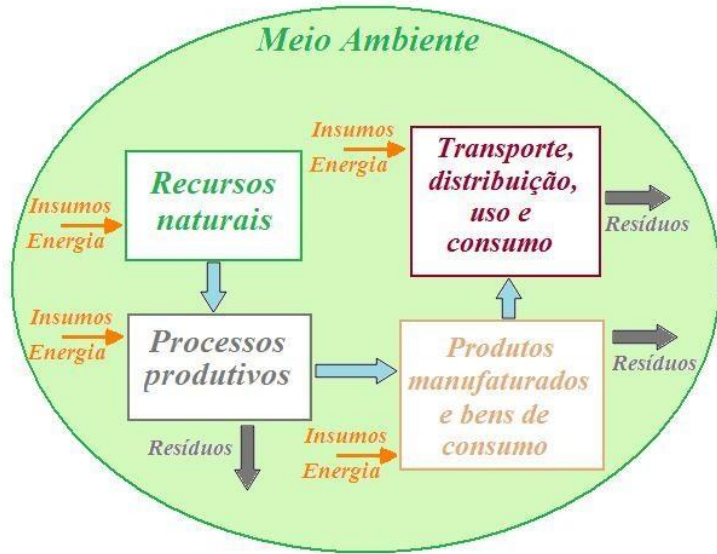 Meio Ambiente
Insumos
Energia
Recursos
naturais
Insumos
Energia
Transporte,
distribuição,
uso e
consumo
Resíduos
Insumos
Energia
Processos
produtivos
Resíduos
Insumos
Energia
Produtos
manufaturados
e bens de
consumo
Resíduos